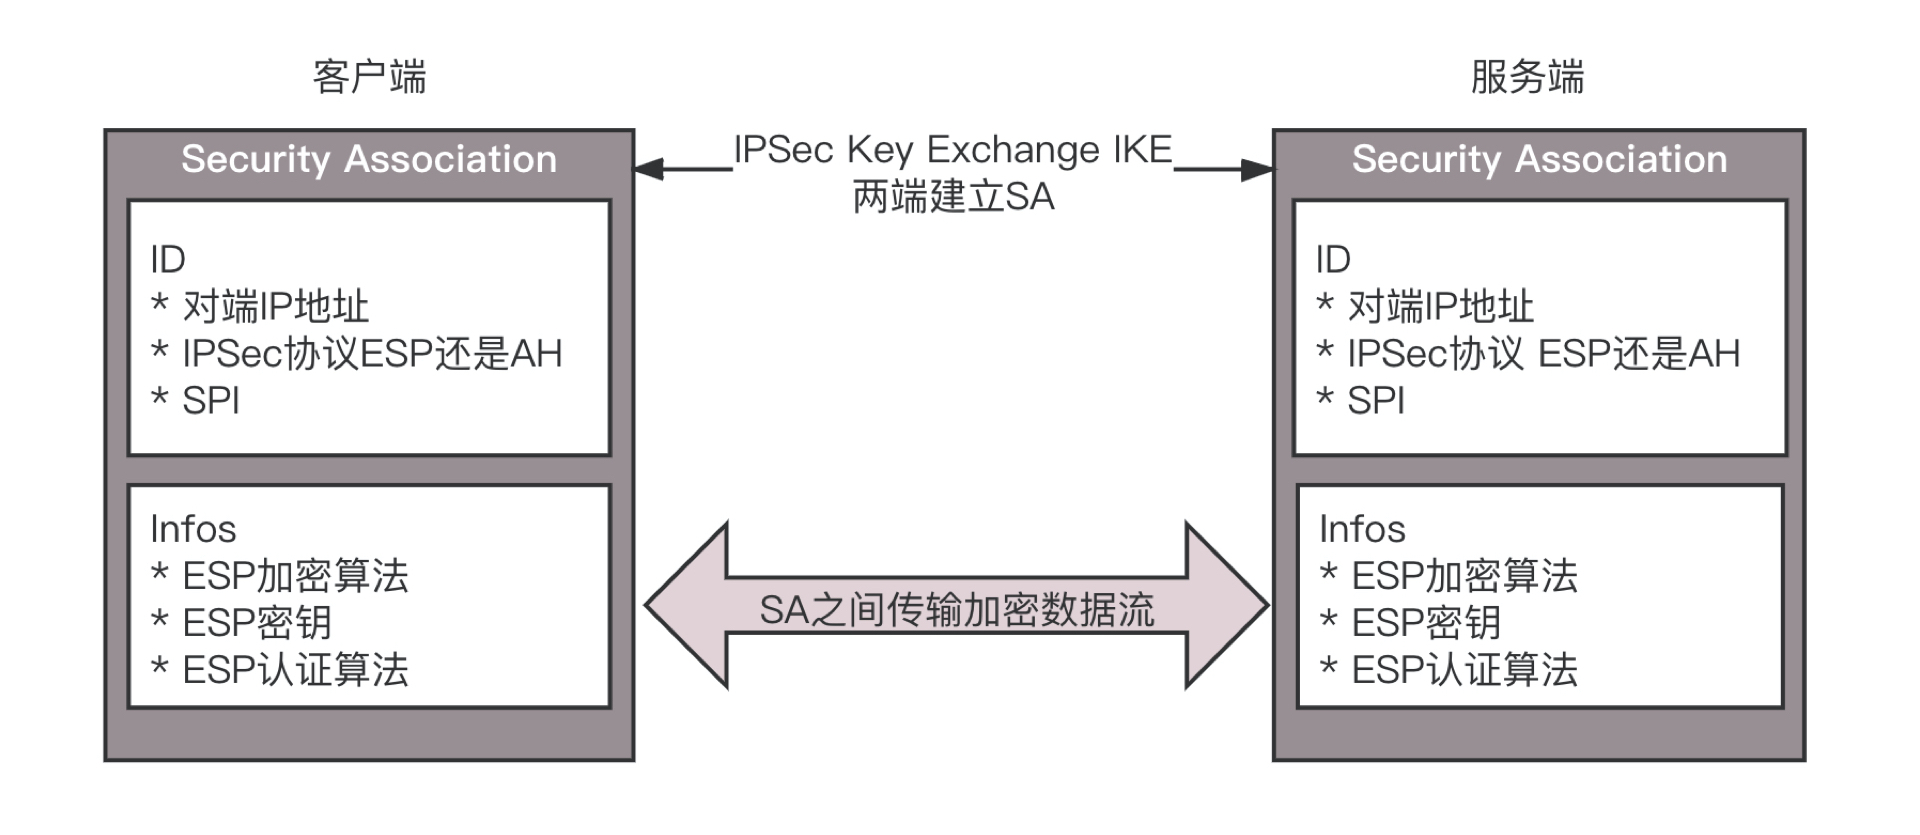 客户端
服务端
Security Association
IPSec Key Exchange IKE
两端建立SA
Security Association
ID
* 对端IP地址
* IPSec协议ESP还是AH
* SPI
ID
* 对端IP地址
* IPSec协议 ESP还是AH
* SPI
Infos
* ESP加密算法
* ESP密钥
* ESP认证算法
SA之间传输加密数据流
Infos
* ESP加密算法
* ESP密钥
* ESP认证算法